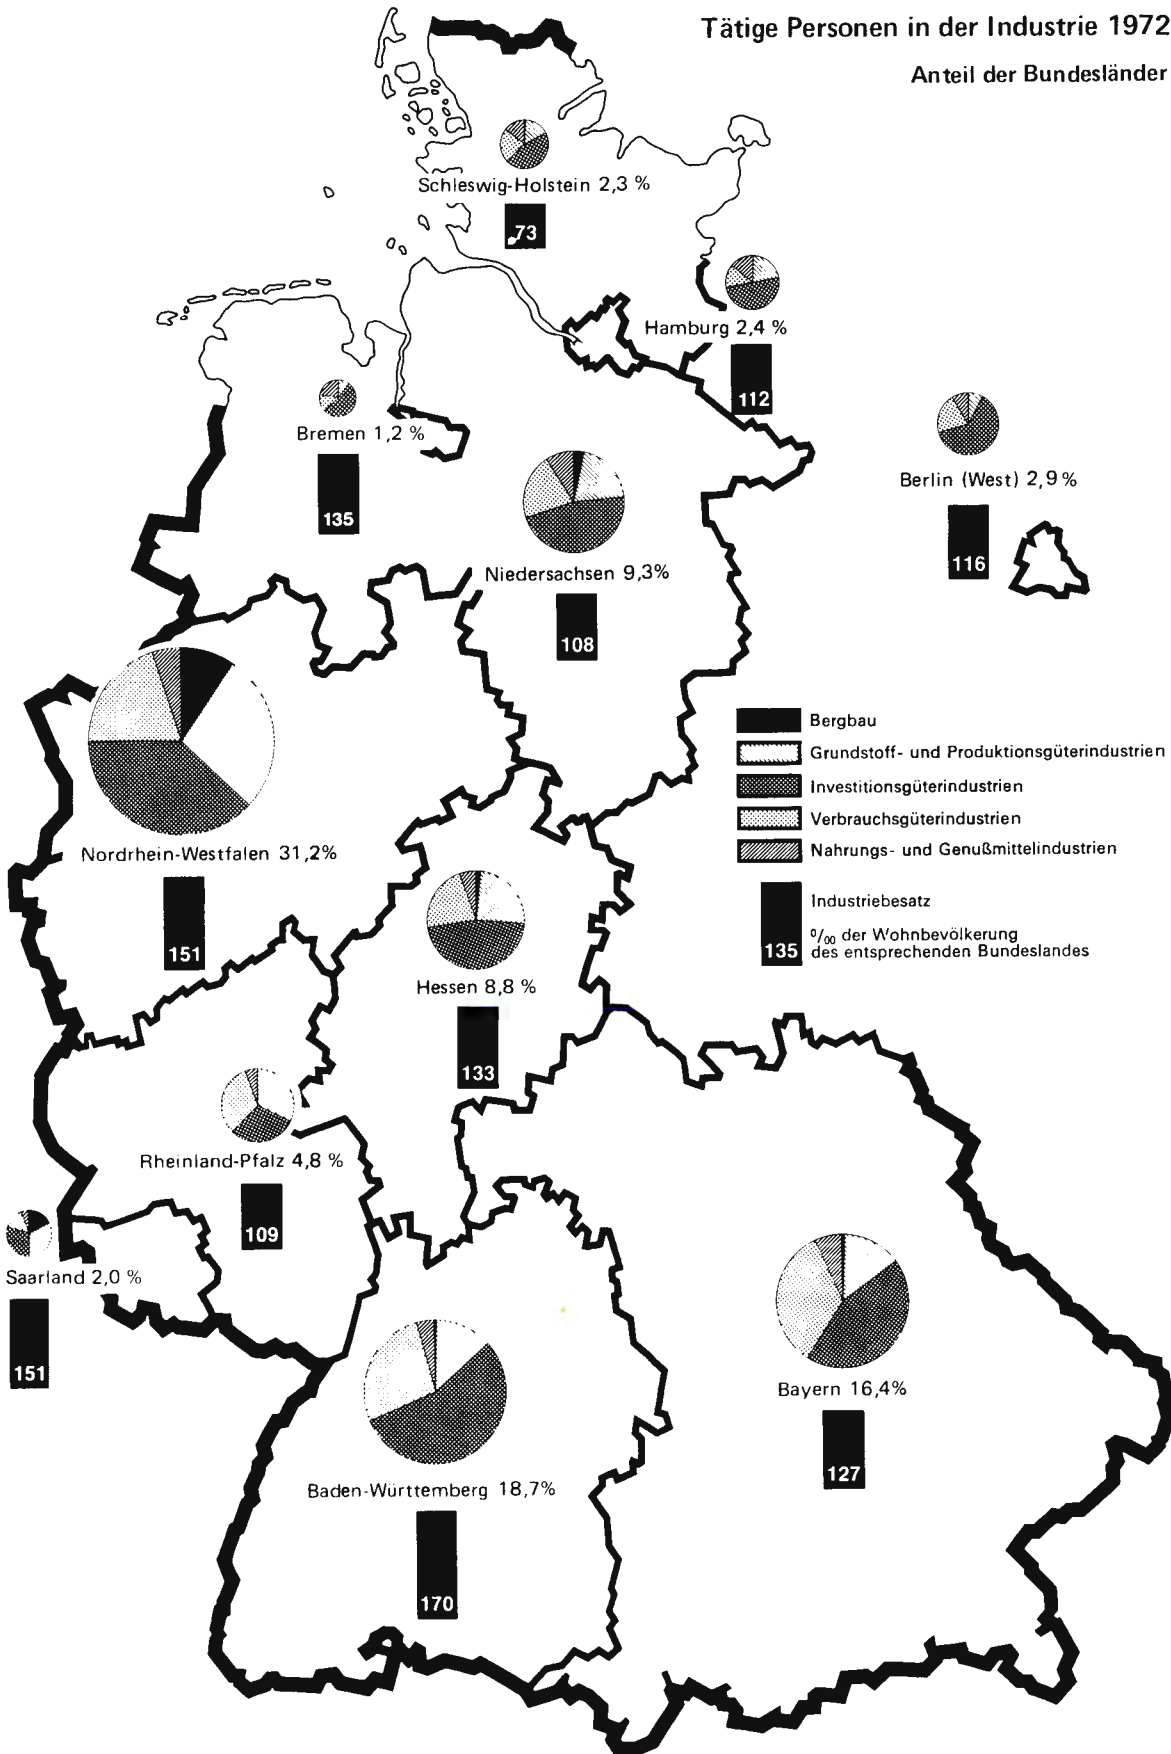 Tätige Personen in der Industrie 1972
Anteil der Bundesländer
Schleswig-Holstein 2,3 %
73
Hamburg 2,4 %
112
Bremen 1,2 %
135
Berlin (West) 2,9 %
116
Niedersachsen 9,3%
108
Nordrhein-Westfalen 31,2%
151
Bergbau
Grundstoff- und Produktionsgüterindustrien
Investitionsgüterindustrien
Verbrauchsgüterindustrien
Nahrungs- und Genußmittelindustrien
Industriebesatz
135
⁰/₀₀ der Wohnbevölkerung
des entsprechenden Bundeslandes
Hessen 8,8 %
133
Rheinland-Pfalz 4,8 %
109
Saarland 2,0 %
151
Bayern 16,4%
127
Baden-Württemberg 18,7%
170